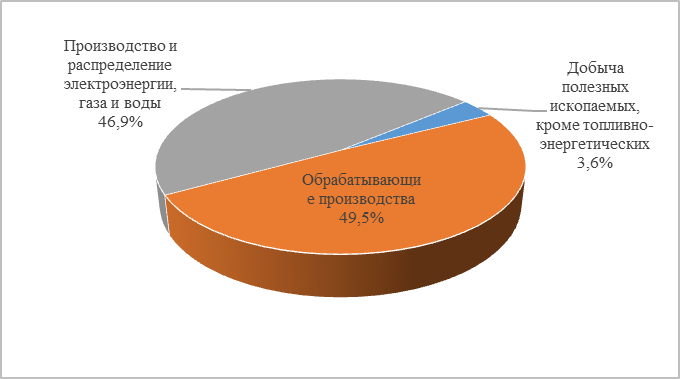 Производство и
распределение
электроэнергии,
газа и воды
46,9%
Добыча
полезных
ископаемых,
кроме топливно-
энергетических
3,6%
Обрабатывающи
е производства
49,5%